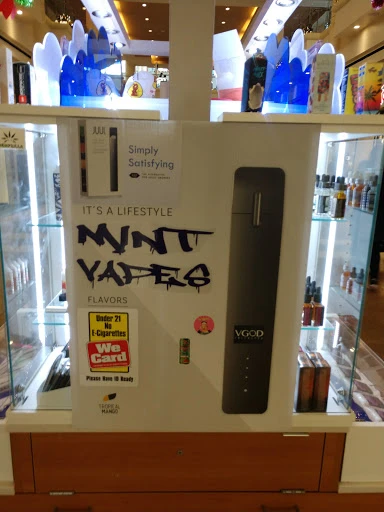 JUUL
Simply
Satisfying
IT'S A LIFESTYLE
MYNT
VAPES
FLAVORS
Under 21
No
E-Cigarettes
We
Card
Please Have ID Ready
VGOD
TROPICAL
MANGO